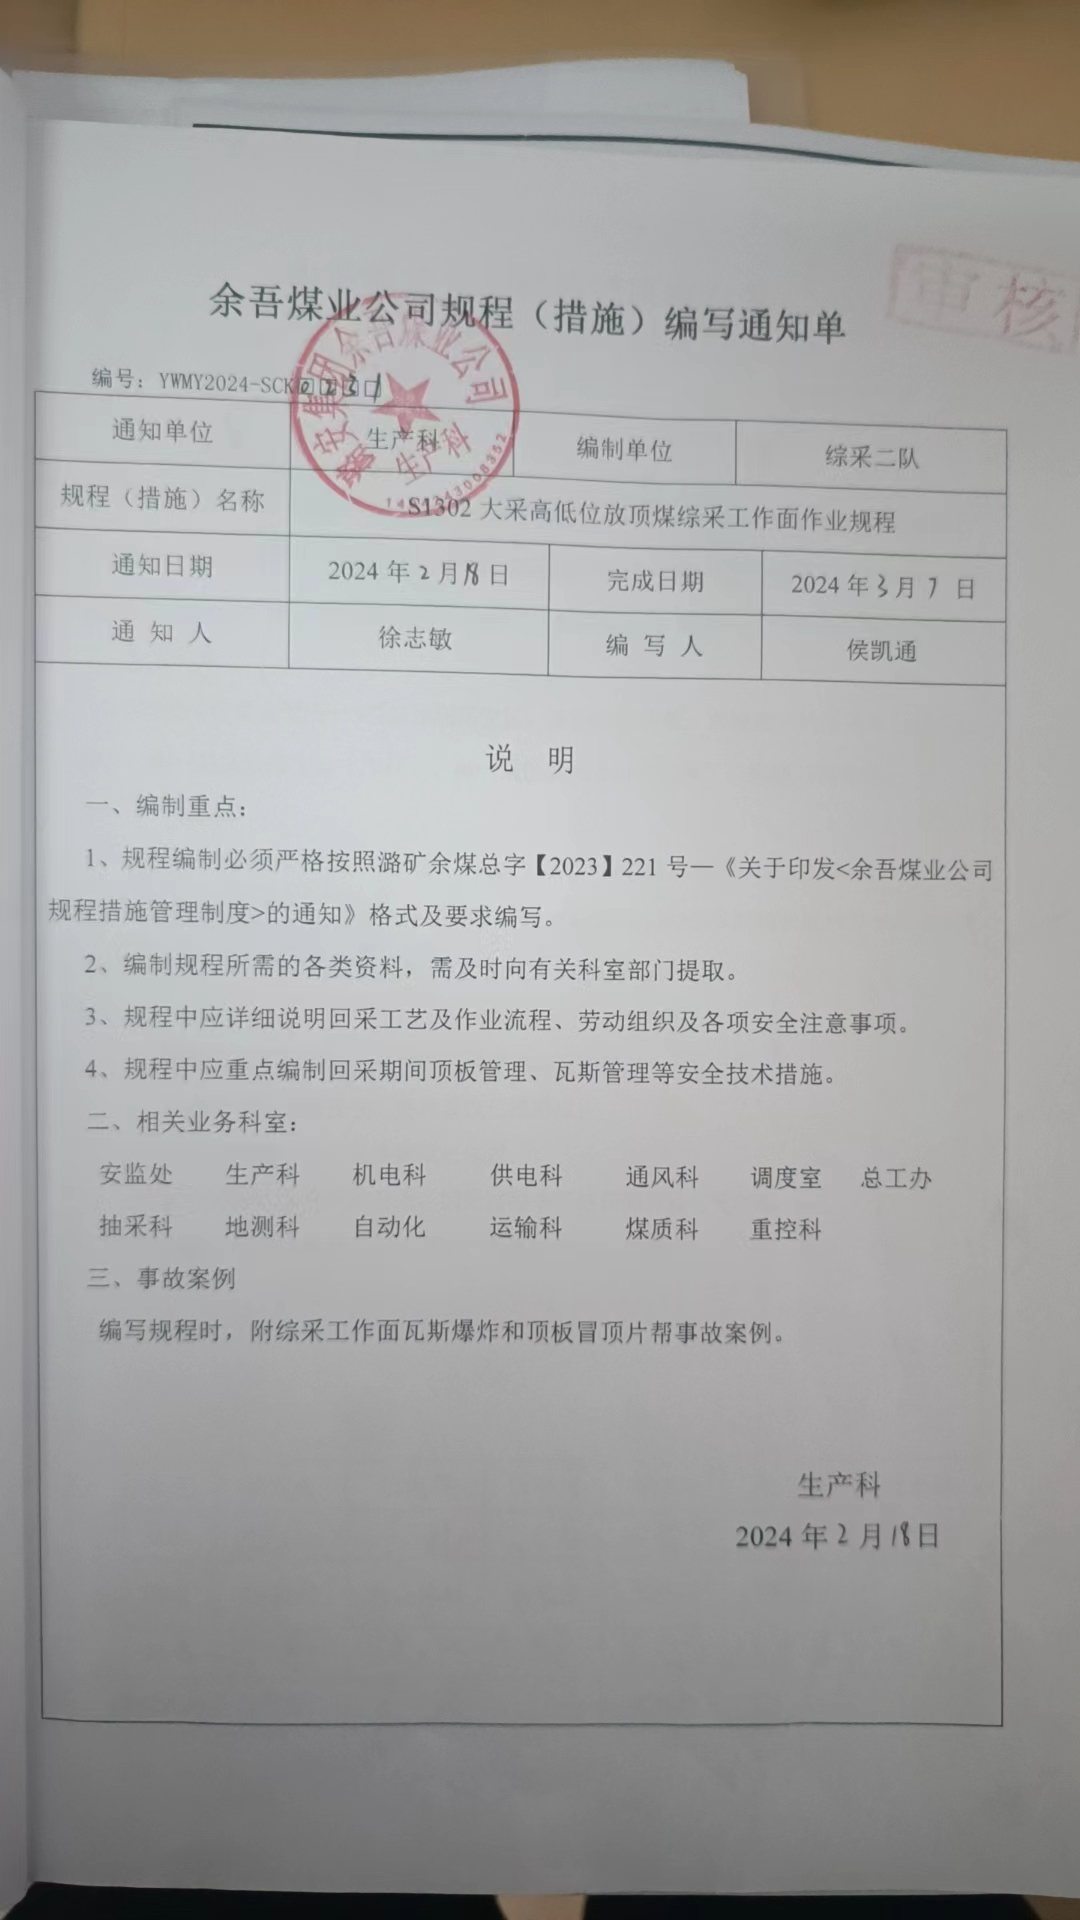 审核
余吾煤业公司规程（措施）编写通知单
编号：YWMY2024-SCK0231
通知单位 生产科 编制单位 综采二队
规程（措施）名称 S1302 大采高低位放顶煤综采工作面作业规程
通知日期 2024 年 2 月 18 日 完成日期 2024 年 3 月 7 日
通 知 人 徐志敏 编 写 人 侯凯通
说 明
一、编制重点：
1、规程编制必须严格按照潞矿余煤总字【2023】221 号—《关于印发<余吾煤业公司
规程措施管理制度>的通知》格式及要求编写。
2、编制规程所需的各类资料，需及时向有关科室部门提取。
3、规程中应详细说明回采工艺及作业流程、劳动组织及各项安全注意事项。
4、规程中应重点编制回采期间顶板管理、瓦斯管理等安全技术措施。
二、相关业务科室：
安监处 生产科 机电科 供电科 通风科 调度室 总工办
抽采科 地测科 自动化 运输科 煤质科 重控科
三、事故案例
编写规程时，附综采工作面瓦斯爆炸和顶板冒顶片帮事故案例。
生产科
2024 年 2 月 18 日